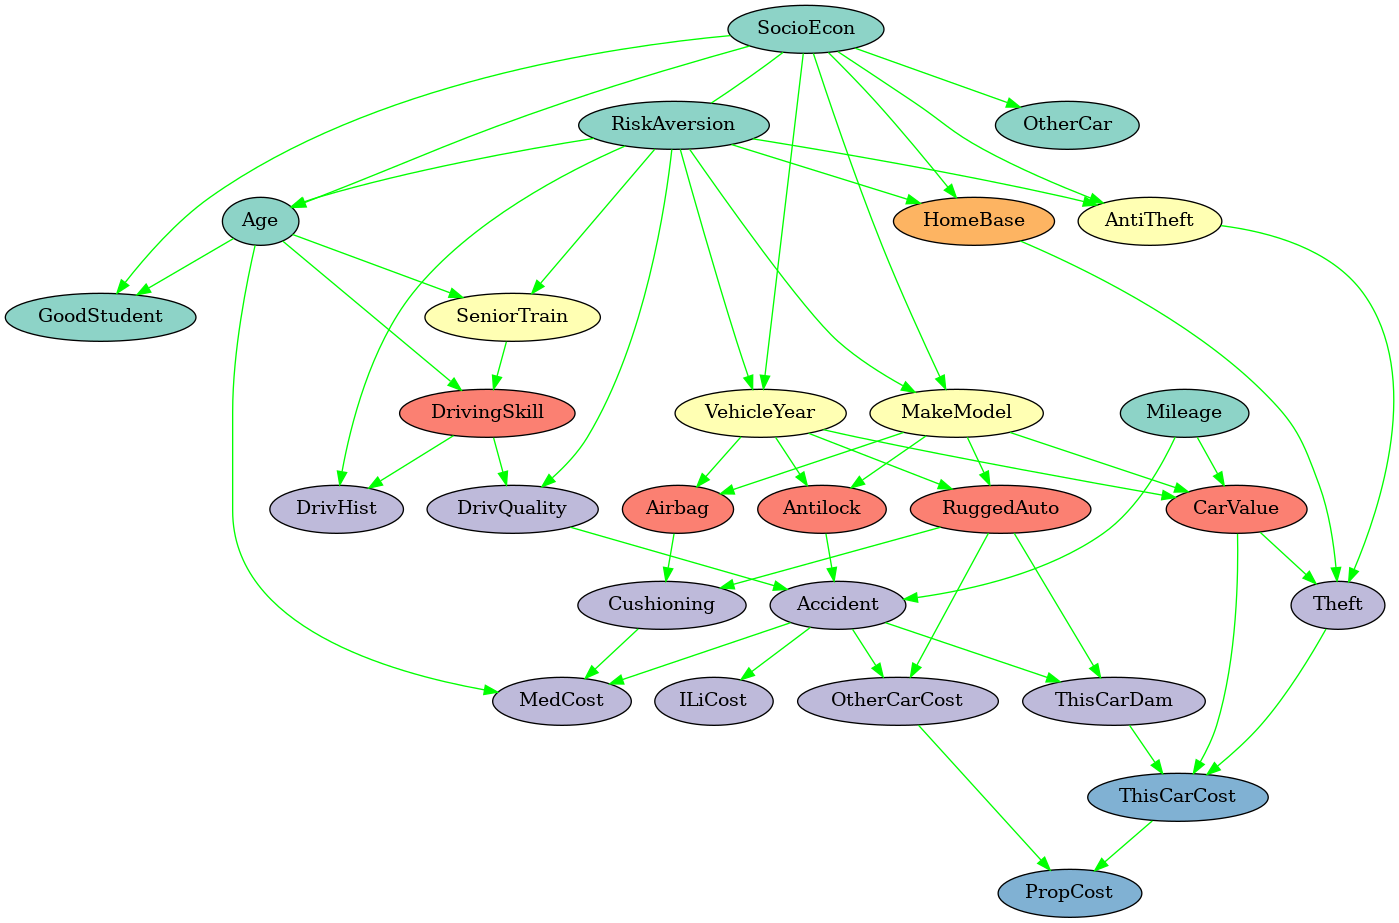 SocioEcon
RiskAversion
OtherCar
Age
HomeBase
AntiTheft
GoodStudent
SeniorTrain
DrivingSkill
VehicleYear
MakeModel
Mileage
DrivHist
DrivQuality
Airbag
Antilock
RuggedAuto
CarValue
Cushioning
Accident
Theft
MedCost
ILiCost
OtherCarCost
ThisCarDam
ThisCarCost
PropCost